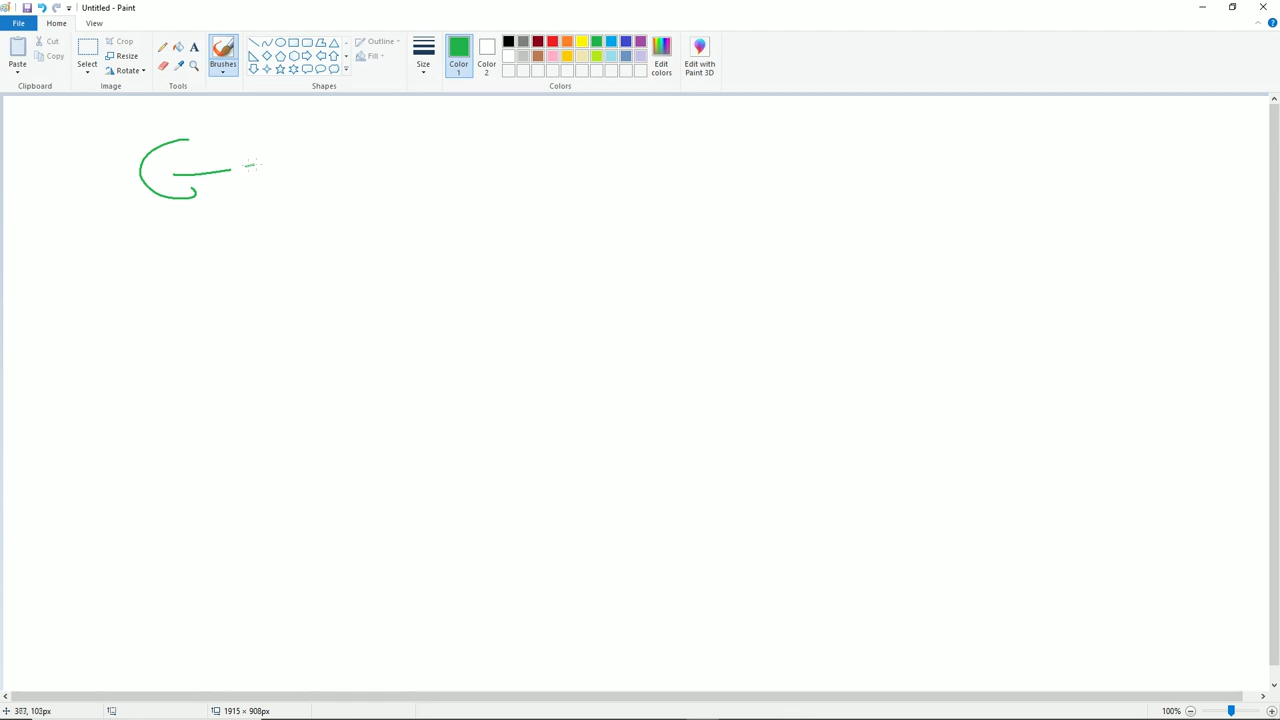 Untitled - Paint
File Home View
Paste Cut Copy Select Crop Resize Rotate A Brushes Outline Fill Size Color 1 Color 2 Edit colors Edit with Paint 3D
Clipboard Image Tools Shapes Colors
387, 103px 1915 × 908px 100%